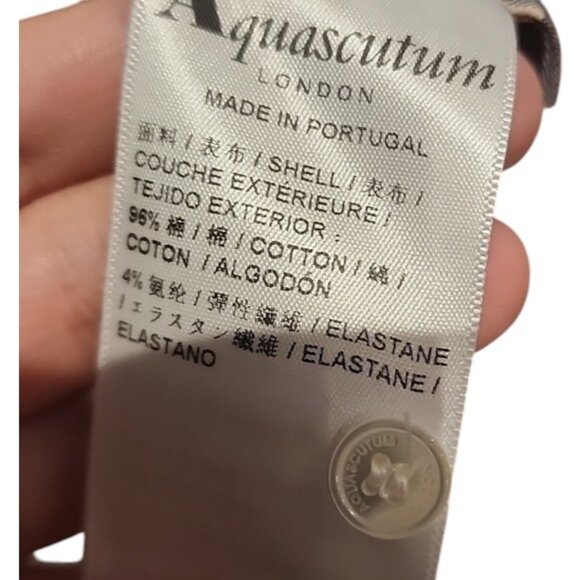 Aquascutum
LONDON
MADE IN PORTUGAL
面料 / 表布 / SHELL / 表布 /
COUCHE EXTÉRIEURE /
TEJIDO EXTERIOR :
96% 棉 / 棉 / COTTON / 綿 /
COTON / ALGODÓN
4% 氨纶 / 彈性纖維 / ELASTANE
/ エラスタン繊維 / ELASTANE /
ELASTANO
AQUASCUTUM